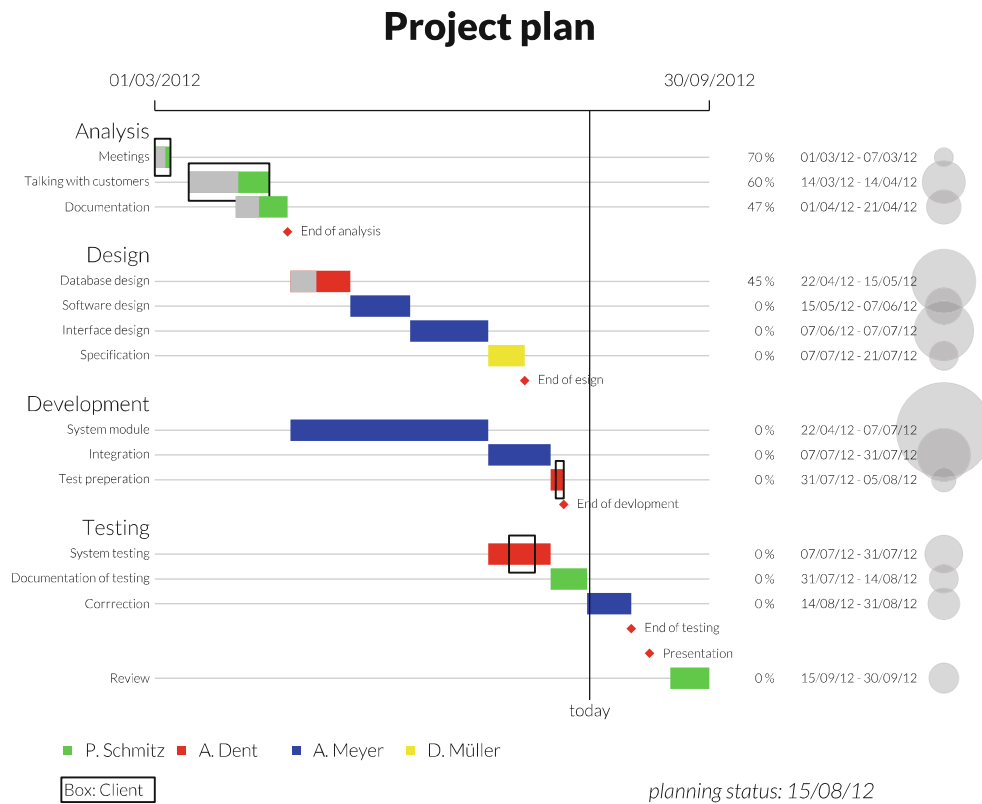 Project plan
01/03/2012 30/09/2012
Analysis
Meetings 70 % 01/03/12 - 07/03/12
Talking with customers 60 % 14/03/12 - 14/04/12
Documentation 47 % 01/04/12 - 21/04/12
End of analysis
Design
Database design 45 % 22/04/12 - 15/05/12
Software design 0 % 15/05/12 - 07/06/12
Interface design 0 % 07/06/12 - 07/07/12
Specification 0 % 07/07/12 - 21/07/12
End of esign
Development
System module 0 % 22/04/12 - 07/07/12
Integration 0 % 07/07/12 - 31/07/12
Test preperation 0 % 31/07/12 - 05/08/12
End of devlopment
Testing
System testing 0 % 07/07/12 - 31/07/12
Documentation of testing 0 % 31/07/12 - 14/08/12
Corrrection 0 % 14/08/12 - 31/08/12
End of testing
Presentation
Review 0 % 15/09/12 - 30/09/12
today
P. Schmitz A. Dent A. Meyer D. Müller
Box: Client planning status: 15/08/12